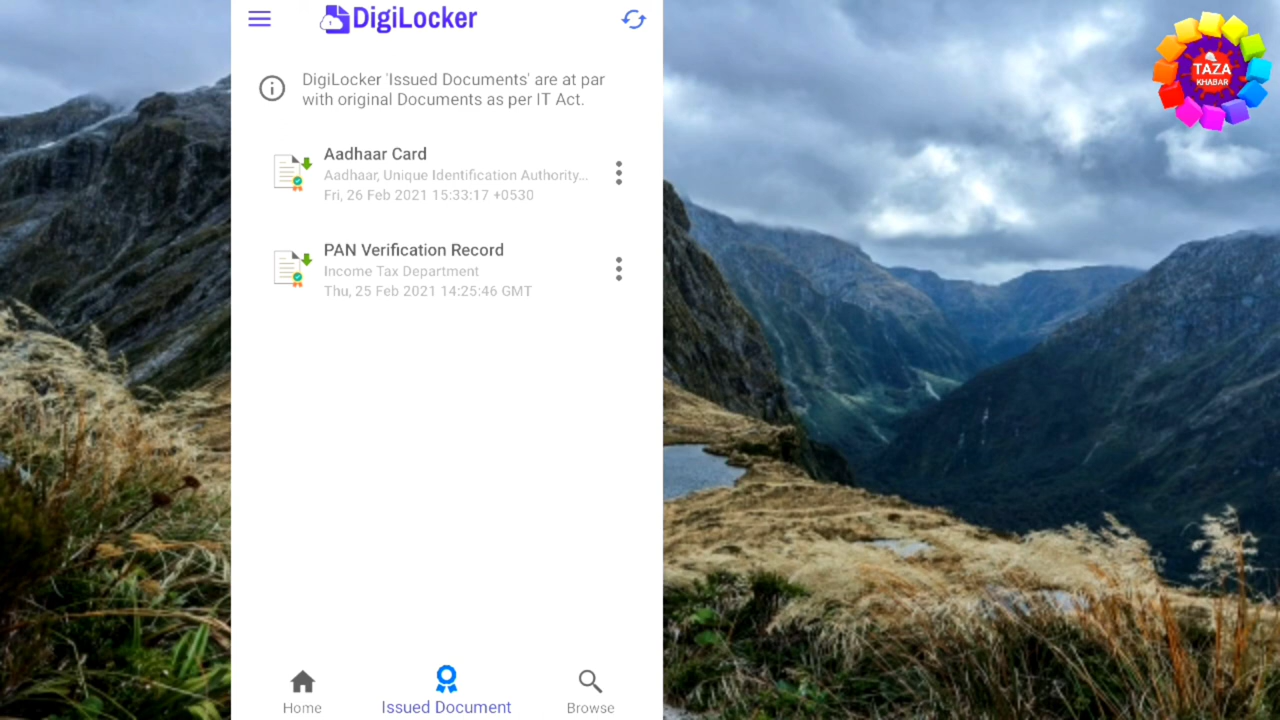 DigiLocker
DigiLocker 'Issued Documents' are at par
with original Documents as per IT Act.
Aadhaar Card
Aadhaar, Unique Identification Authority...
Fri, 26 Feb 2021 15:33:17 +0530
PAN Verification Record
Income Tax Department
Thu, 25 Feb 2021 14:25:46 GMT
Home
Issued Document
Browse
TAZA
KHABAR